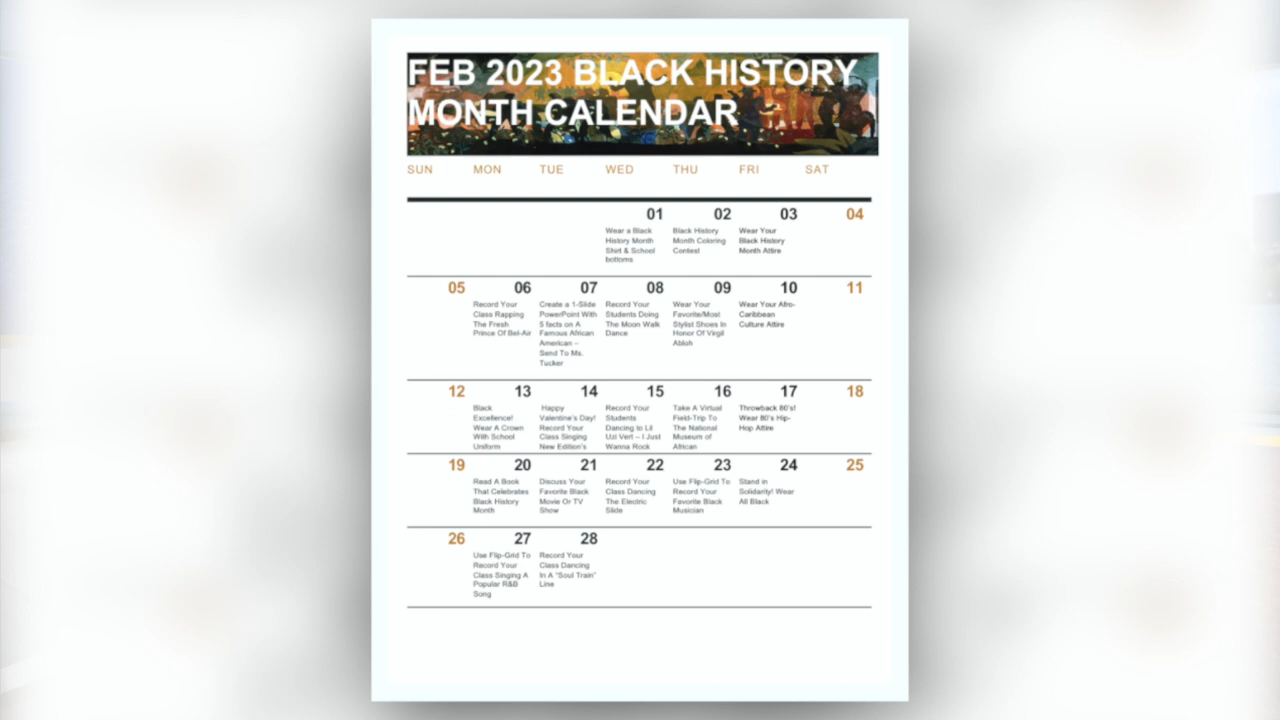 FEB 2023 BLACK HISTORY
MONTH CALENDAR
SUN MON TUE WED THU FRI SAT
01 02 03 04
Wear a Black
History Month
Shirt & School
bottoms
Black History
Month Coloring
Contest
Wear Your
Black History
Month Attire
05 06 07 08 09 10 11
Record Your
Class Rapping
The Fresh
Prince Of Bel-Air
Create a 1-Slide
PowerPoint With
5 facts on A
Famous African
American –
Send To Ms.
Tucker
Record Your
Students Doing
The Moon Walk
Dance
Wear Your
Favorite/Most
Stylist Shoes In
Honor Of Virgil
Abloh
Wear Your Afro-
Caribbean
Culture Attire
12 13 14 15 16 17 18
Black
Excellence!
Wear A Crown
With School
Uniform
Happy
Valentine's Day!
Record Your
Class Singing
New Edition's
Record Your
Students
Dancing to Lil
Uzi Vert – I Just
Wanna Rock
Take A Virtual
Field-Trip To
The National
Museum of
African
Throwback 80's!
Wear 80's Hip-
Hop Attire
19 20 21 22 23 24 25
Read A Book
That Celebrates
Black History
Month
Discuss Your
Favorite Black
Movie Or TV
Show
Record Your
Class Dancing
The Electric
Slide
Use Flip-Grid To
Record Your
Favorite Black
Musician
Stand in
Solidarity! Wear
All Black
26 27 28
Use Flip-Grid To
Record Your
Class Singing A
Popular R&B
Song
Record Your
Class Dancing
In A "Soul Train"
Line